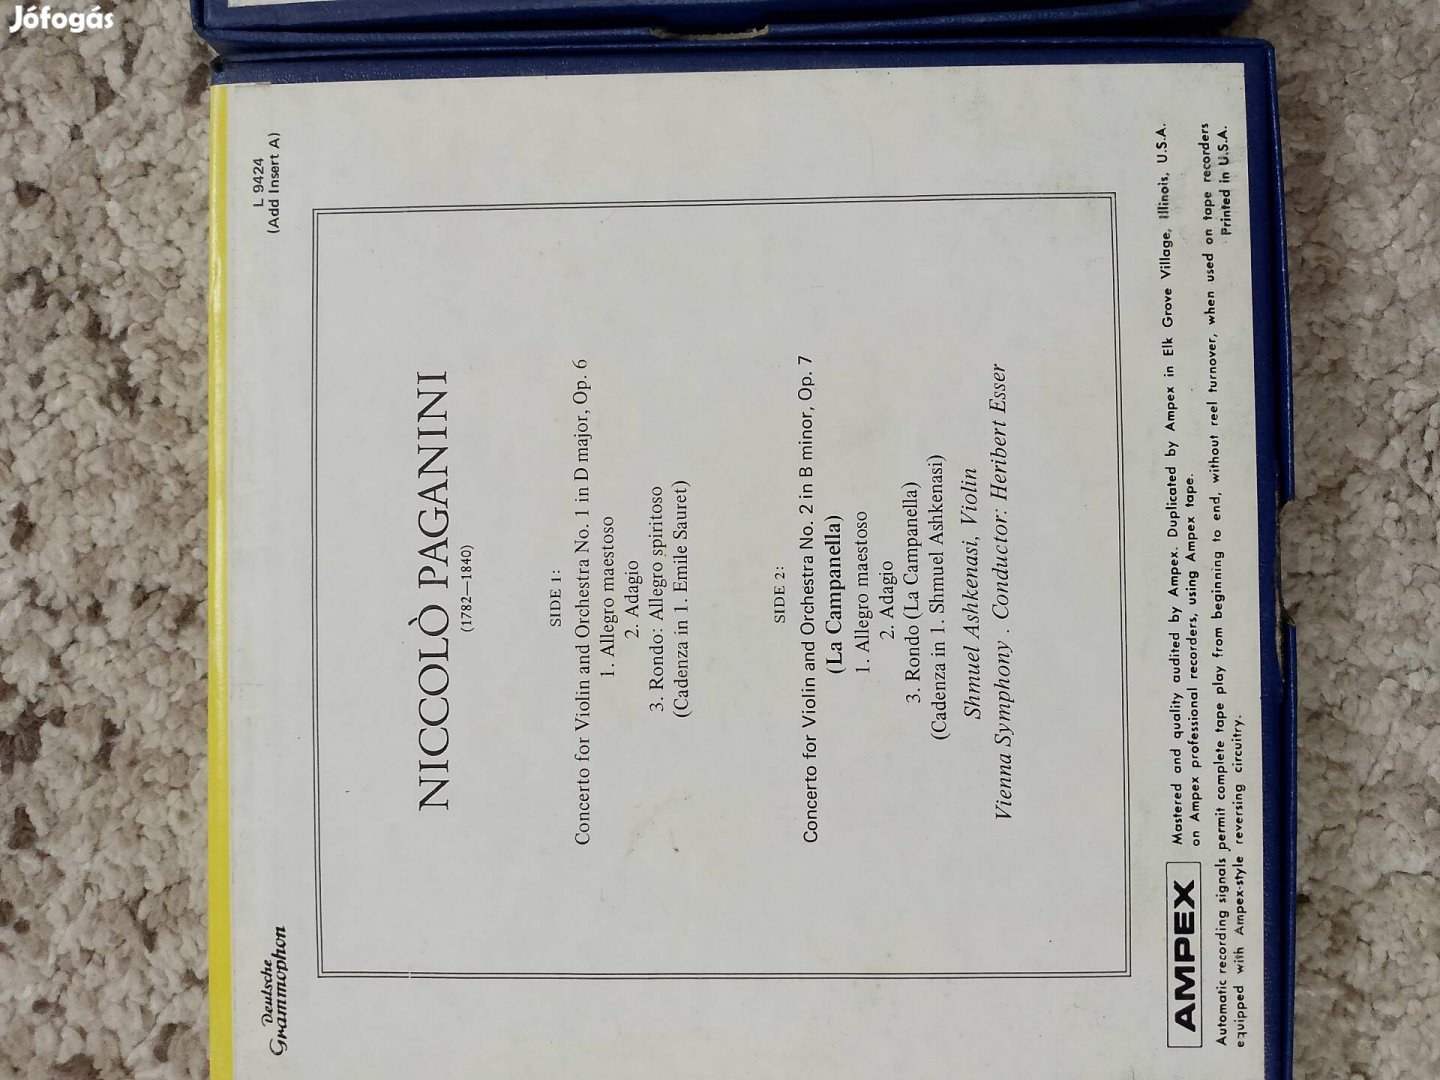 Jófogás
Deutsche
Grammophon
L 9424
(Add Insert A)
NICCOLÒ PAGANINI
(1782—1840)
SIDE 1:
Concerto for Violin and Orchestra No. 1 in D major, Op. 6
1. Allegro maestoso
2. Adagio
3. Rondo: Allegro spiritoso
(Cadenza in 1. Emile Sauret)
SIDE 2:
Concerto for Violin and Orchestra No. 2 in B minor, Op. 7
(La Campanella)
1. Allegro maestoso
2. Adagio
3. Rondo (La Campanella)
(Cadenza in 1. Shmuel Ashkenasi)
Shmuel Ashkenasi, Violin
Vienna Symphony . Conductor: Heribert Esser
AMPEX
Mastered and quality audited by Ampex. Duplicated by Ampex in Elk Grove Village, Illinois, U.S.A.
on Ampex professional recorders, using Ampex tape.
Automatic recording signals permit complete tape play from beginning to end, without reel turnover, when used on tape recorders
equipped with Ampex-style reversing circuitry.
Printed in U.S.A.